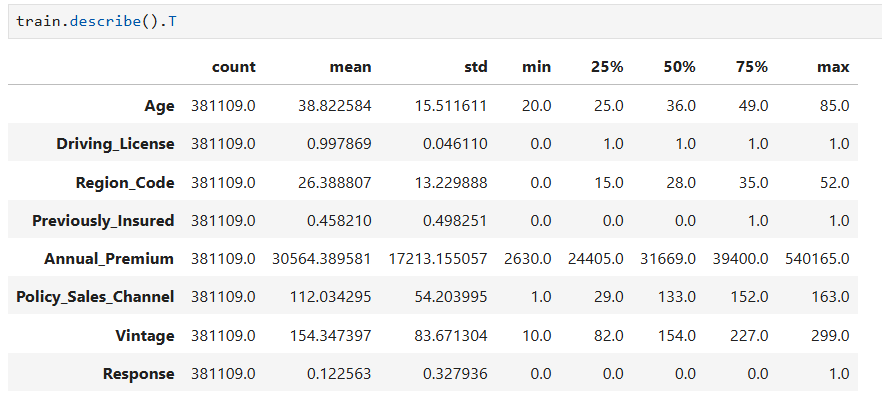 train.describe().T
count mean std min 25% 50% 75% max
Age 381109.0 38.822584 15.511611 20.0 25.0 36.0 49.0 85.0
Driving_License 381109.0 0.997869 0.046110 0.0 1.0 1.0 1.0 1.0
Region_Code 381109.0 26.388807 13.229888 0.0 15.0 28.0 35.0 52.0
Previously_Insured 381109.0 0.458210 0.498251 0.0 0.0 0.0 1.0 1.0
Annual_Premium 381109.0 30564.389581 17213.155057 2630.0 24405.0 31669.0 39400.0 540165.0
Policy_Sales_Channel 381109.0 112.034295 54.203995 1.0 29.0 133.0 152.0 163.0
Vintage 381109.0 154.347397 83.671304 10.0 82.0 154.0 227.0 299.0
Response 381109.0 0.122563 0.327936 0.0 0.0 0.0 0.0 1.0